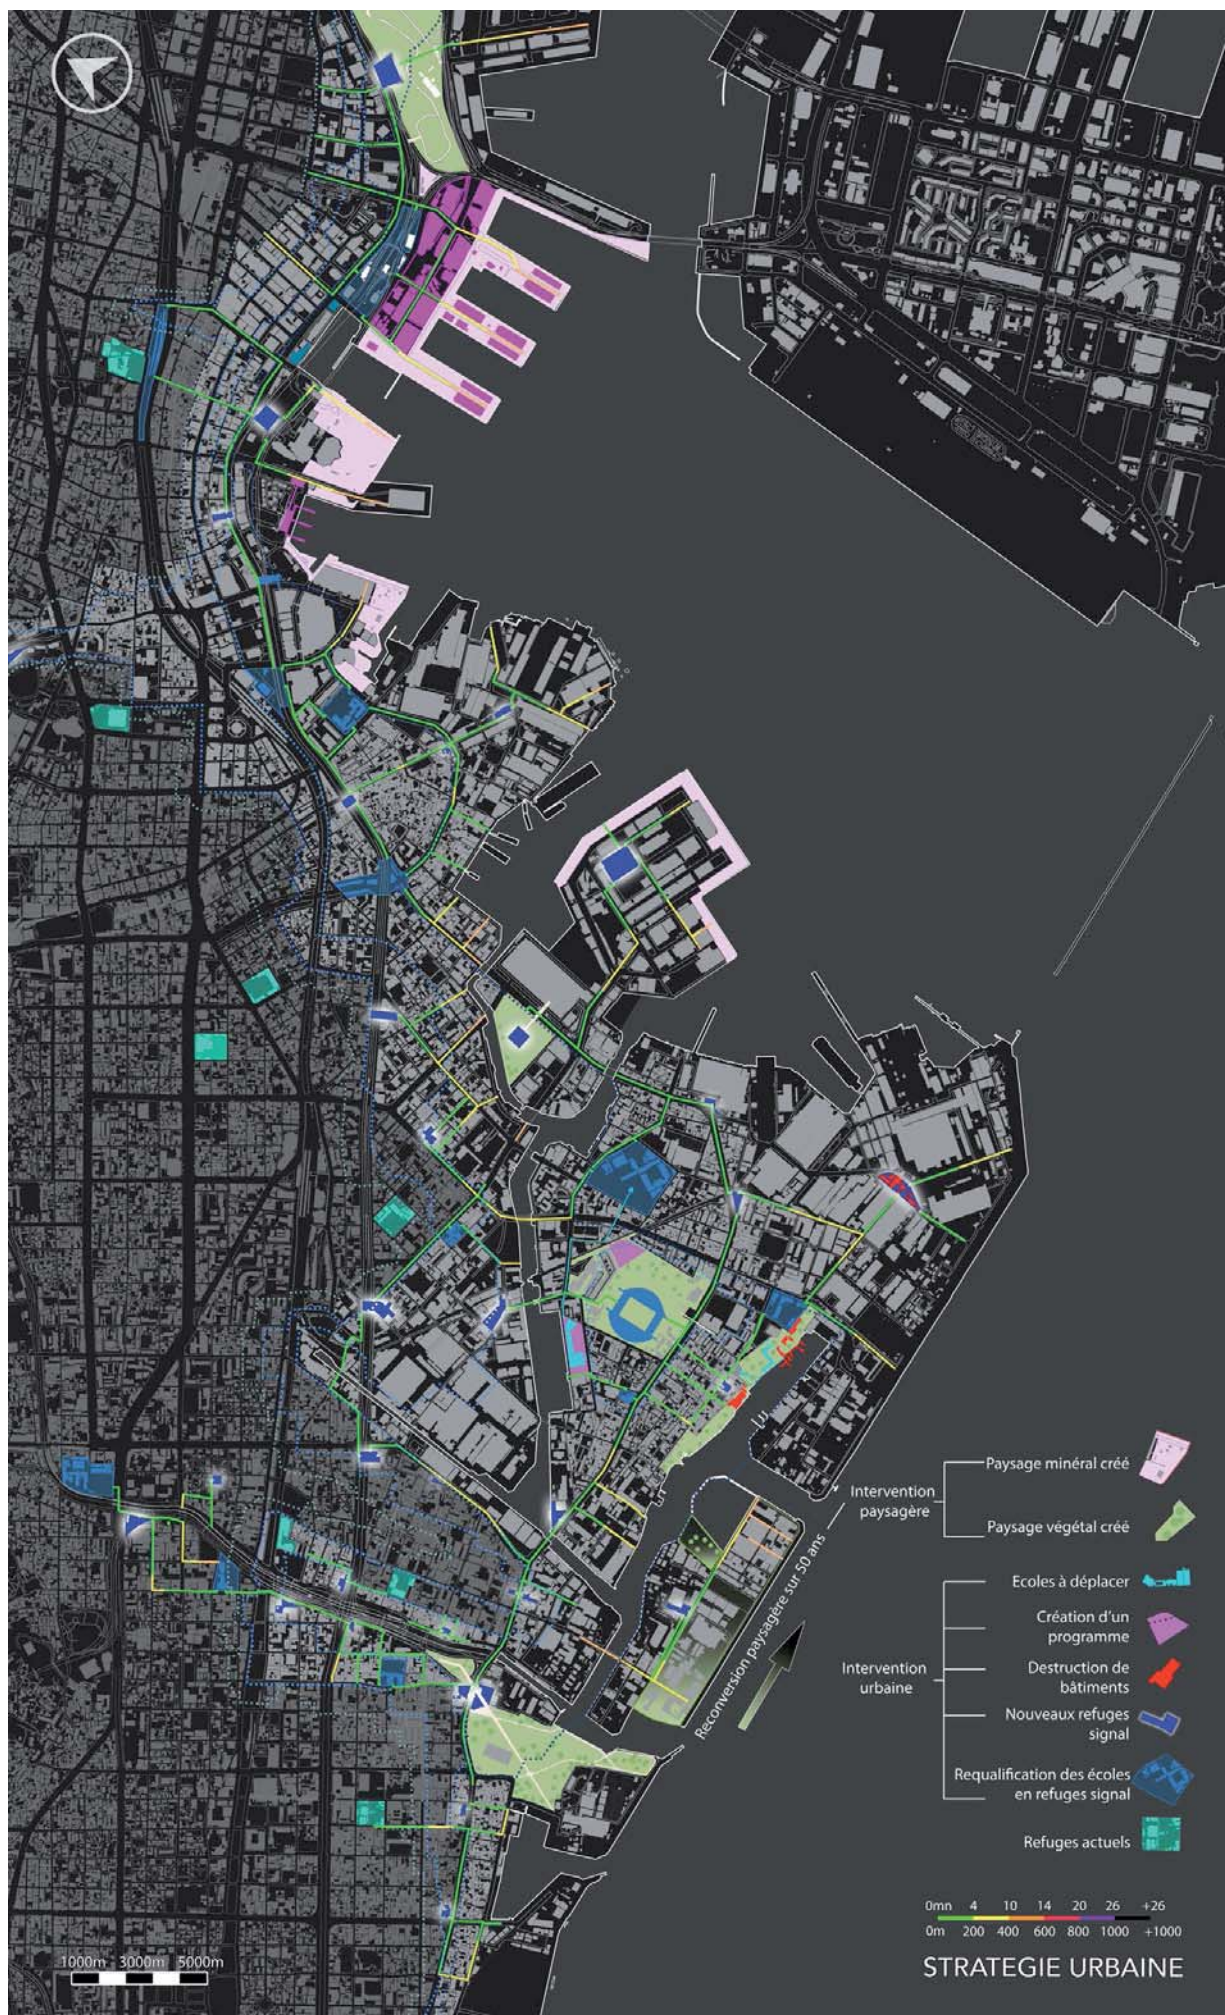 Paysage minéral créé
Intervention
paysagère
Paysage végétal créé
Reconversion paysagère sur 50 ans
Ecoles à déplacer
Création d'un
programme
Intervention
urbaine
Destruction de
bâtiments
Nouveaux refuges
signal
Requalification des écoles
en refuges signal
Refuges actuels
0mn 4 10 14 20 26 +26
0m 200 400 600 800 1000 +1000
STRATEGIE URBAINE
1000m 3000m 5000m